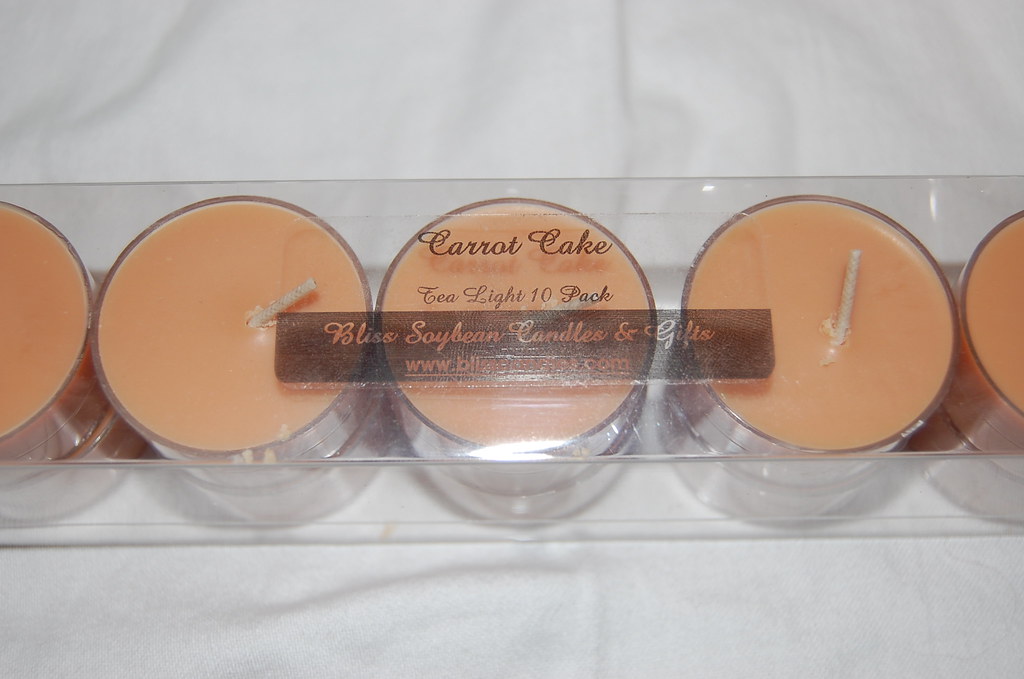 Carrot Cake
Tea Light 10 Pack
Bliss Soybean Candles & Gifts